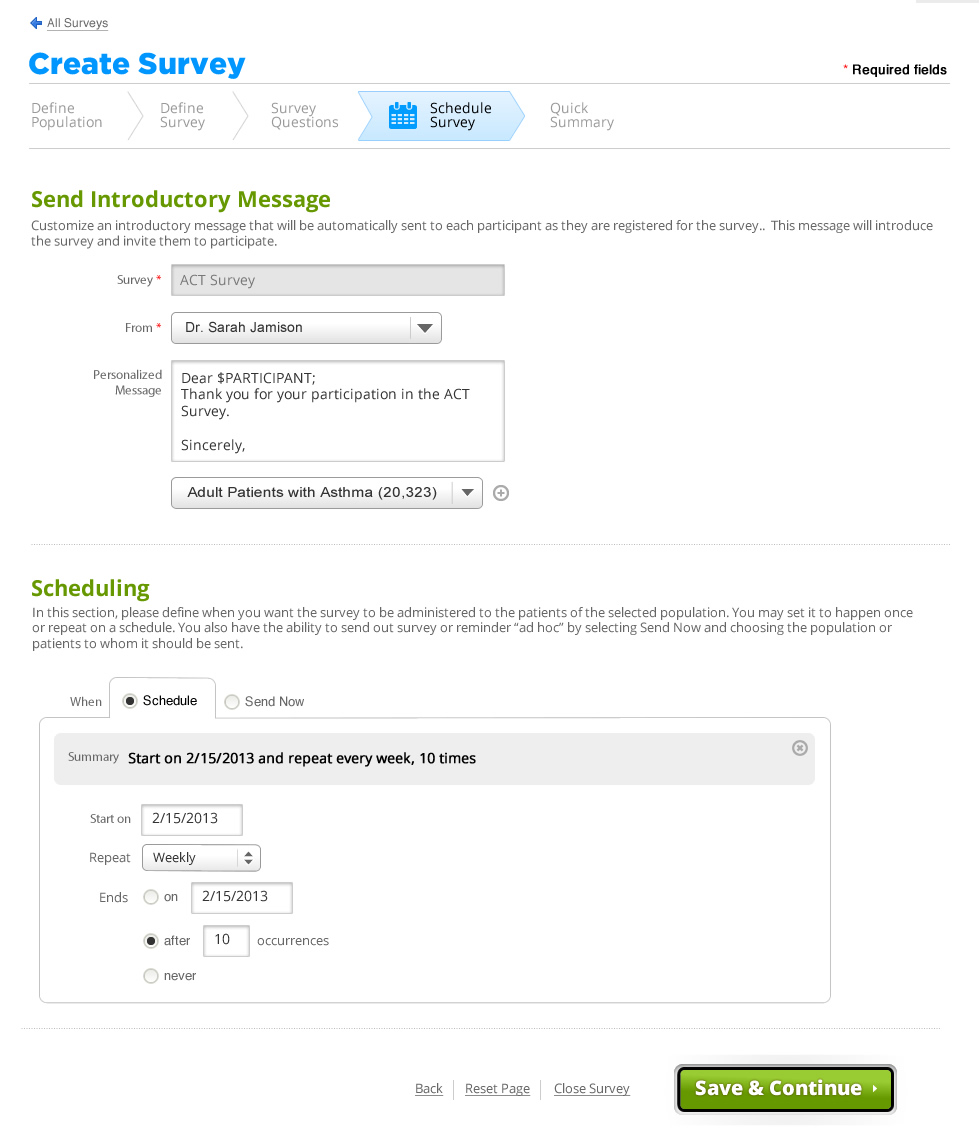 All Surveys
Create Survey
* Required fields
Define
Population
Define
Survey
Survey
Questions
Schedule
Survey
Quick
Summary
Send Introductory Message
Customize an introductory message that will be automatically sent to each participant as they are registered for the survey..  This message will introduce
the survey and invite them to participate.
Survey *
ACT Survey
From *
Dr. Sarah Jamison
Personalized
Message
Dear $PARTICIPANT;
Thank you for your participation in the ACT
Survey.
Sincerely,
Adult Patients with Asthma (20,323)
Scheduling
In this section, please define when you want the survey to be administered to the patients of the selected population. You may set it to happen once
or repeat on a schedule. You also have the ability to send out survey or reminder “ad hoc” by selecting Send Now and choosing the population or
patients to whom it should be sent.
When
Schedule
Send Now
Summary
Start on 2/15/2013 and repeat every week, 10 times
Start on
2/15/2013
Repeat
Weekly
Ends
on
2/15/2013
after
10
occurrences
never
Back
Reset Page
Close Survey
Save & Continue